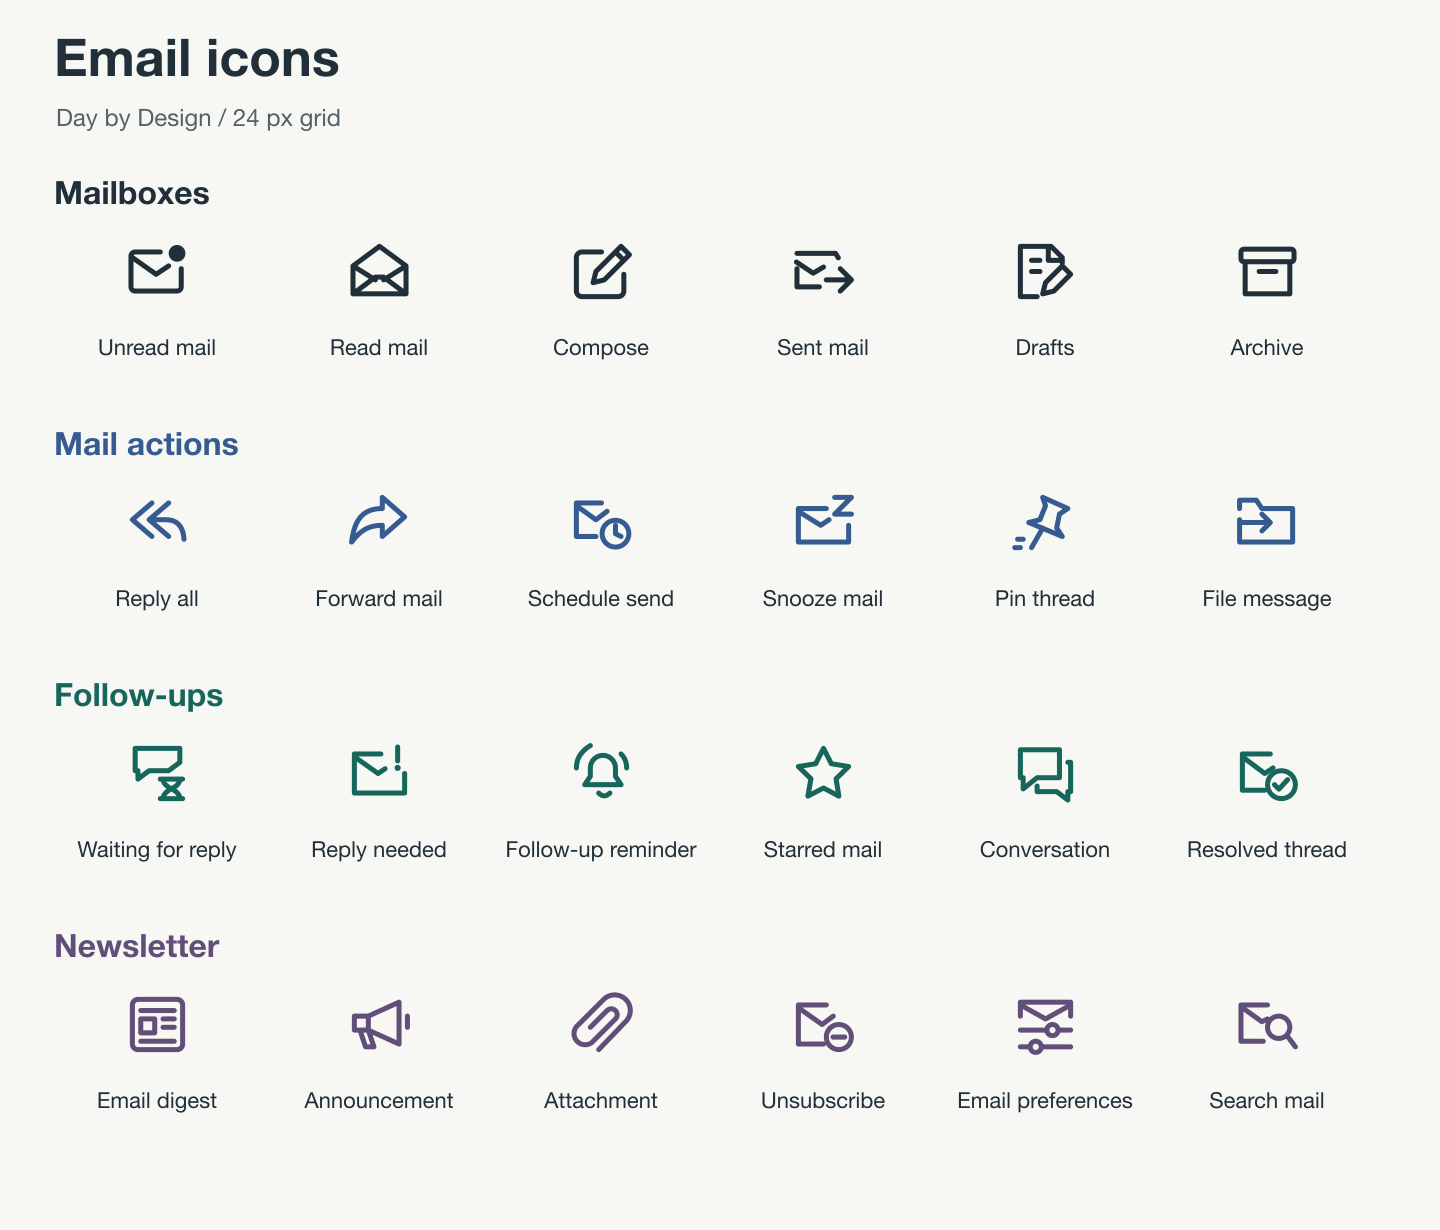 Email icons
Day by Design / 24 px grid
Mailboxes
Unread mail
Read mail
Compose
Sent mail
Drafts
Archive
Mail actions
Reply all
Forward mail
Schedule send
Snooze mail
Pin thread
File message
Follow-ups
Waiting for reply
Reply needed
Follow-up reminder
Starred mail
Conversation
Resolved thread
Newsletter
Email digest
Announcement
Attachment
Unsubscribe
Email preferences
Search mail